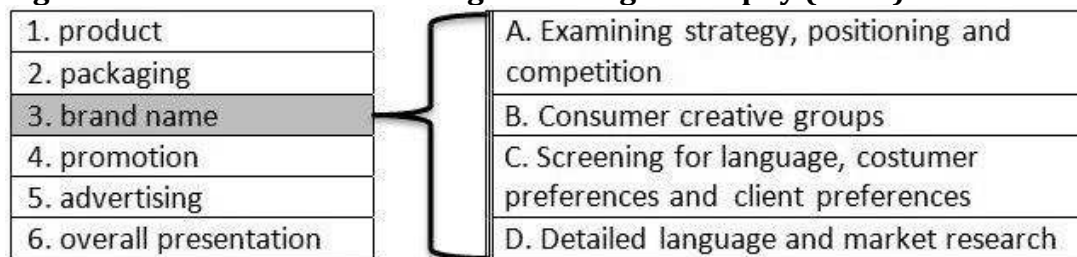 1. product
2. packaging
3. brand name
4. promotion
5. advertising
6. overall presentation
A. Examining strategy, positioning and
competition
B. Consumer creative groups
C. Screening for language, costumer
preferences and client preferences
D. Detailed language and market research